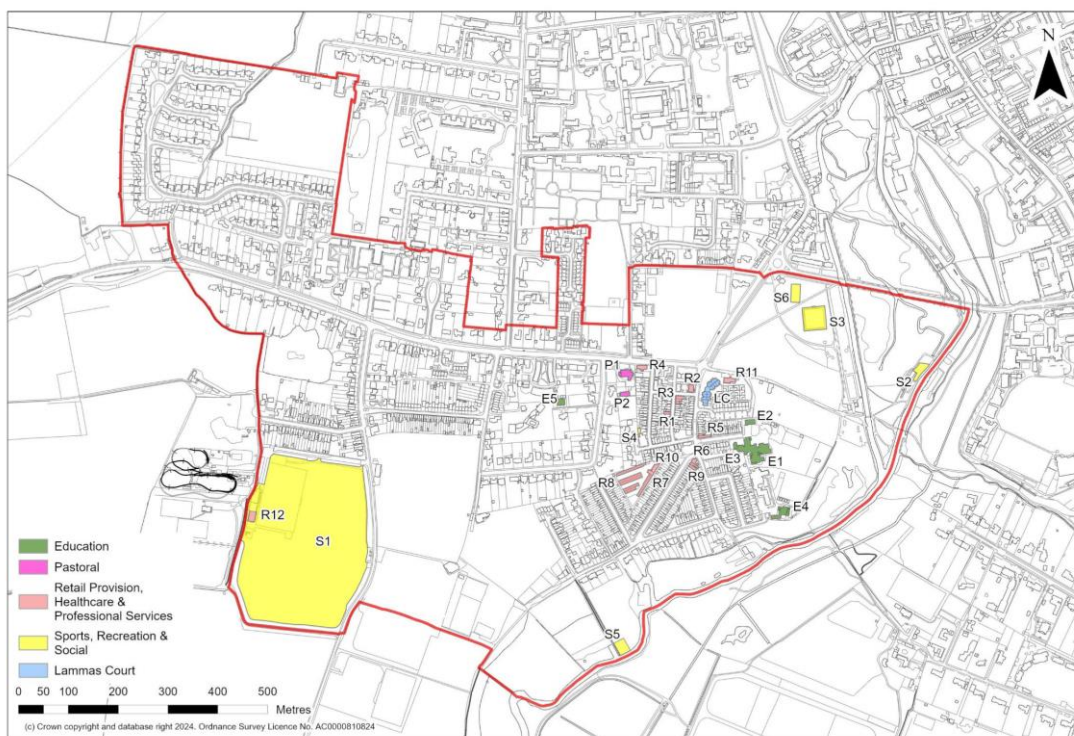 N
S6
S3
S2
P1
R4
R2
R11
P2
R3
LC
E5
R1
E2
S4
R5
R6
E3
E1
R10
R9
R8
R7
E4
R12
S1
S5
Education
Pastoral
Retail Provision,
Healthcare &
Professional Services
Sports, Recreation &
Social
Lammas Court
0 50 100 200 300 400 500
Metres
(c) Crown copyright and database right 2024. Ordnance Survey Licence No. AC0000810824